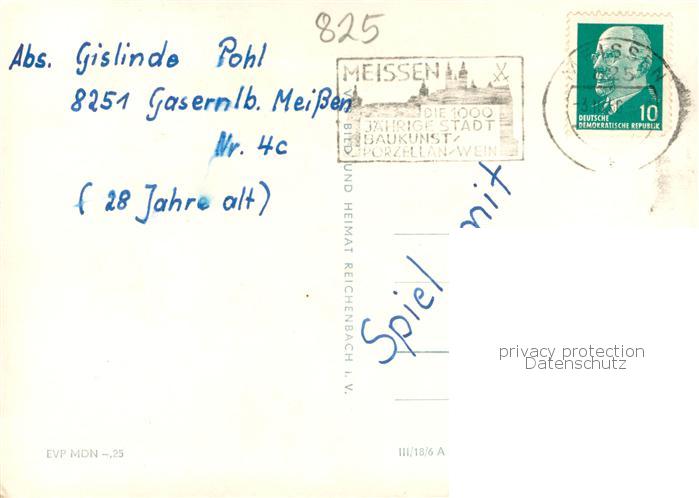 825
Abs. Gislinde Pohl
8251 Gasernlb. Meißen
Nr. 4c
(28 Jahre alt)
MEISSEN
DIE 1000
JÄHRIGE STADT
BAUKUNST/
PORZELLAN/WEIN
DEUTSCHE
DEMOKRATISCHE REPUBLIK
10
BILD UND HEIMAT REICHENBACH i. V.
Spiel mit
privacy protection
Datenschutz
EVP MDN –,25
III/18/6 A